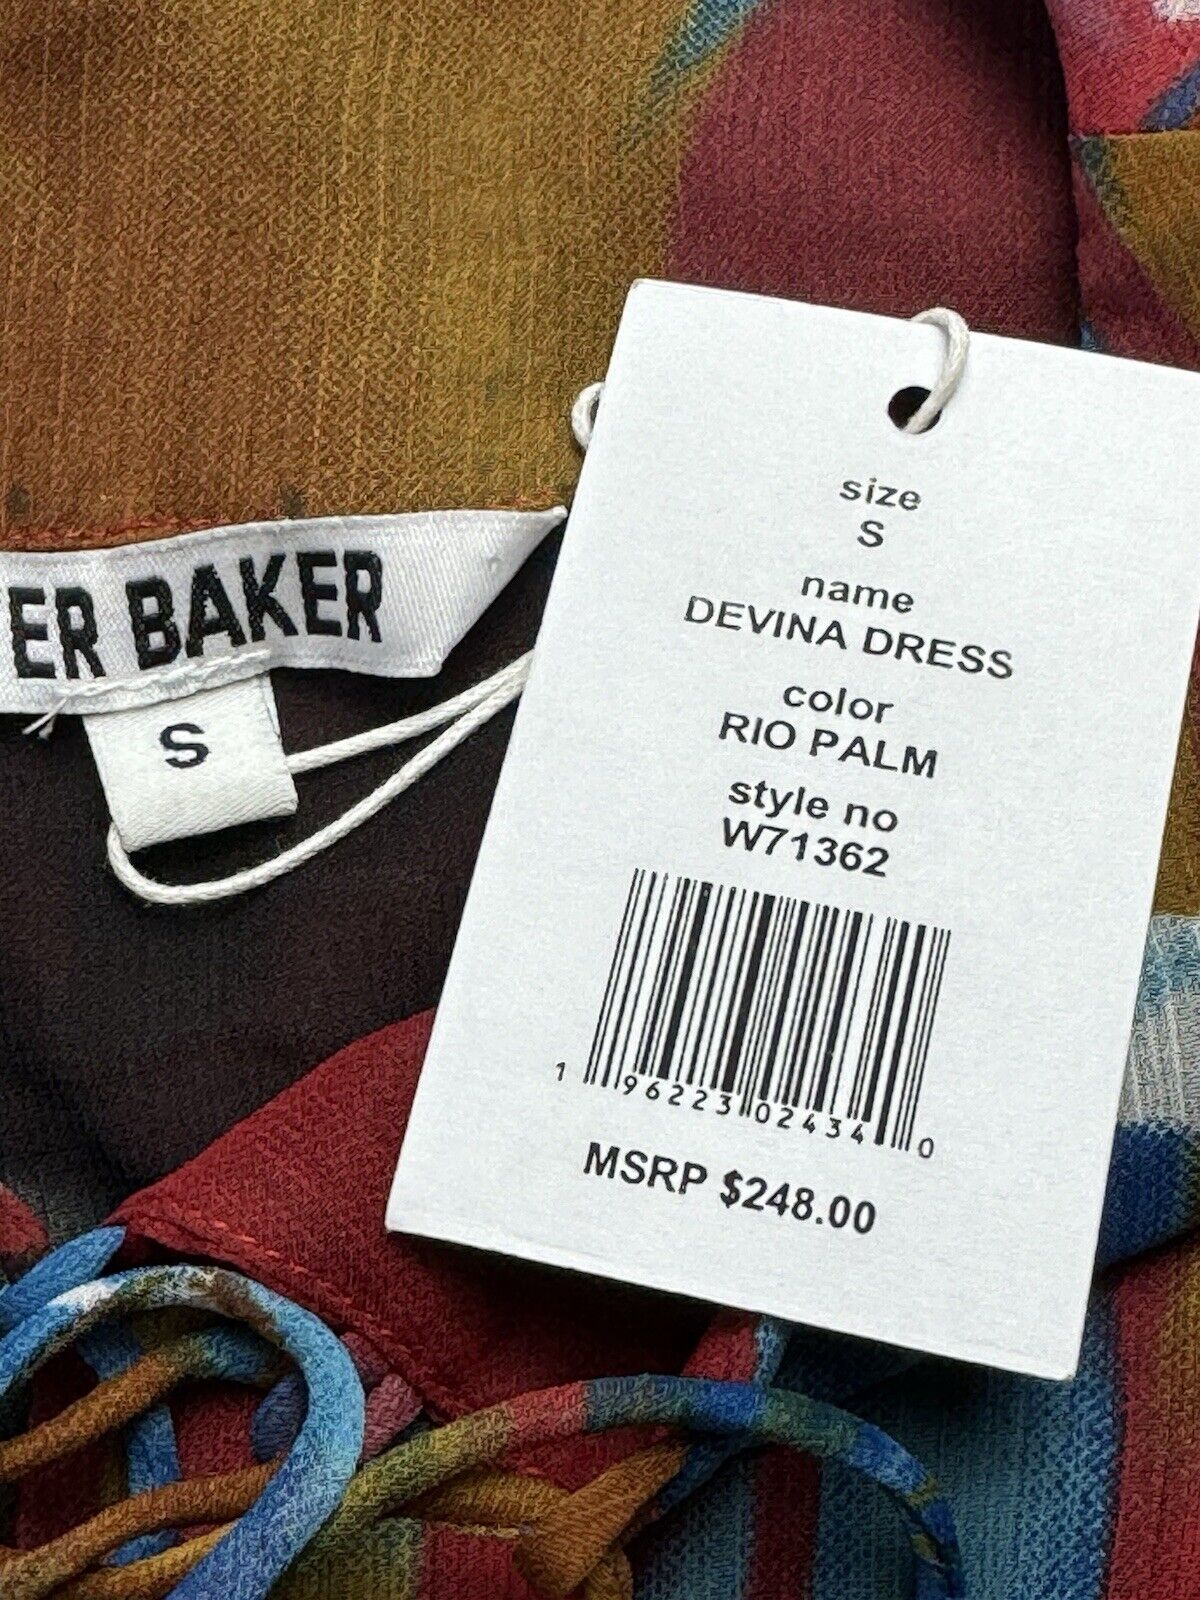 ER BAKER
S
size
S
name
DEVINA DRESS
color
RIO PALM
style no
W71362
1 96223 02434 0
MSRP $248.00